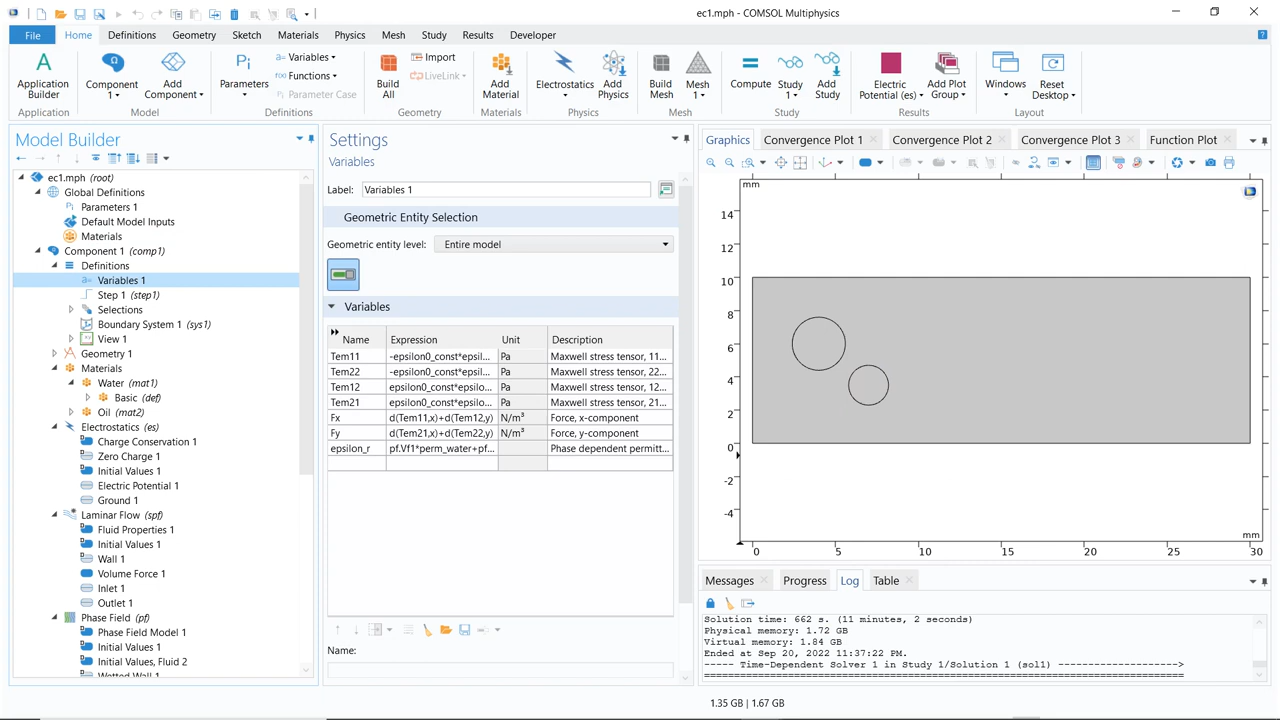 ec1.mph - COMSOL Multiphysics
File Home Definitions Geometry Sketch Materials Physics Mesh Study Results Developer
Application Builder
Component 1
Add Component
Parameters
Variables
Functions
Parameter Case
Build All
Import
LiveLink
Add Material
Electrostatics
Add Physics
Build Mesh
Mesh 1
Compute
Study 1
Add Study
Electric Potential (es)
Add Plot Group
Windows
Reset Desktop
Application Model Definitions Geometry Materials Physics Mesh Study Results Layout
Model Builder
ec1.mph (root)
Global Definitions
Parameters 1
Default Model Inputs
Materials
Component 1 (comp1)
Definitions
Variables 1
Step 1 (step1)
Selections
Boundary System 1 (sys1)
View 1
Geometry 1
Materials
Water (mat1)
Basic (def)
Oil (mat2)
Electrostatics (es)
Charge Conservation 1
Zero Charge 1
Initial Values 1
Electric Potential 1
Ground 1
Laminar Flow (spf)
Fluid Properties 1
Initial Values 1
Wall 1
Volume Force 1
Inlet 1
Outlet 1
Phase Field (pf)
Phase Field Model 1
Initial Values 1
Initial Values, Fluid 2
Wetted Wall 1
Settings
Variables
Label: Variables 1
Geometric Entity Selection
Geometric entity level: Entire model
Variables
Name Expression Unit Description
Tem11 -epsilon0_const*epsil... Pa Maxwell stress tensor, 11...
Tem22 -epsilon0_const*epsil... Pa Maxwell stress tensor, 22...
Tem12 epsilon0_const*epsilo... Pa Maxwell stress tensor, 12...
Tem21 epsilon0_const*epsilo... Pa Maxwell stress tensor, 21...
Fx d(Tem11,x)+d(Tem12,y) N/m³ Force, x-component
Fy d(Tem21,x)+d(Tem22,y) N/m³ Force, y-component
epsilon_r pf.Vf1*perm_water+pf... Phase dependent permitt...
Name:
Graphics Convergence Plot 1 Convergence Plot 2 Convergence Plot 3 Function Plot
mm
14
12
10
8
6
4
2
0
-2
-4
mm
0 5 10 15 20 25 30
Messages Progress Log Table
Solution time: 662 s. (11 minutes, 2 seconds)
Physical memory: 1.72 GB
Virtual memory: 1.84 GB
Ended at Sep 20, 2022 11:37:22 PM.
----- Time-Dependent Solver 1 in Study 1/Solution 1 (sol1) -------------------->
================================================================================
1.35 GB | 1.67 GB